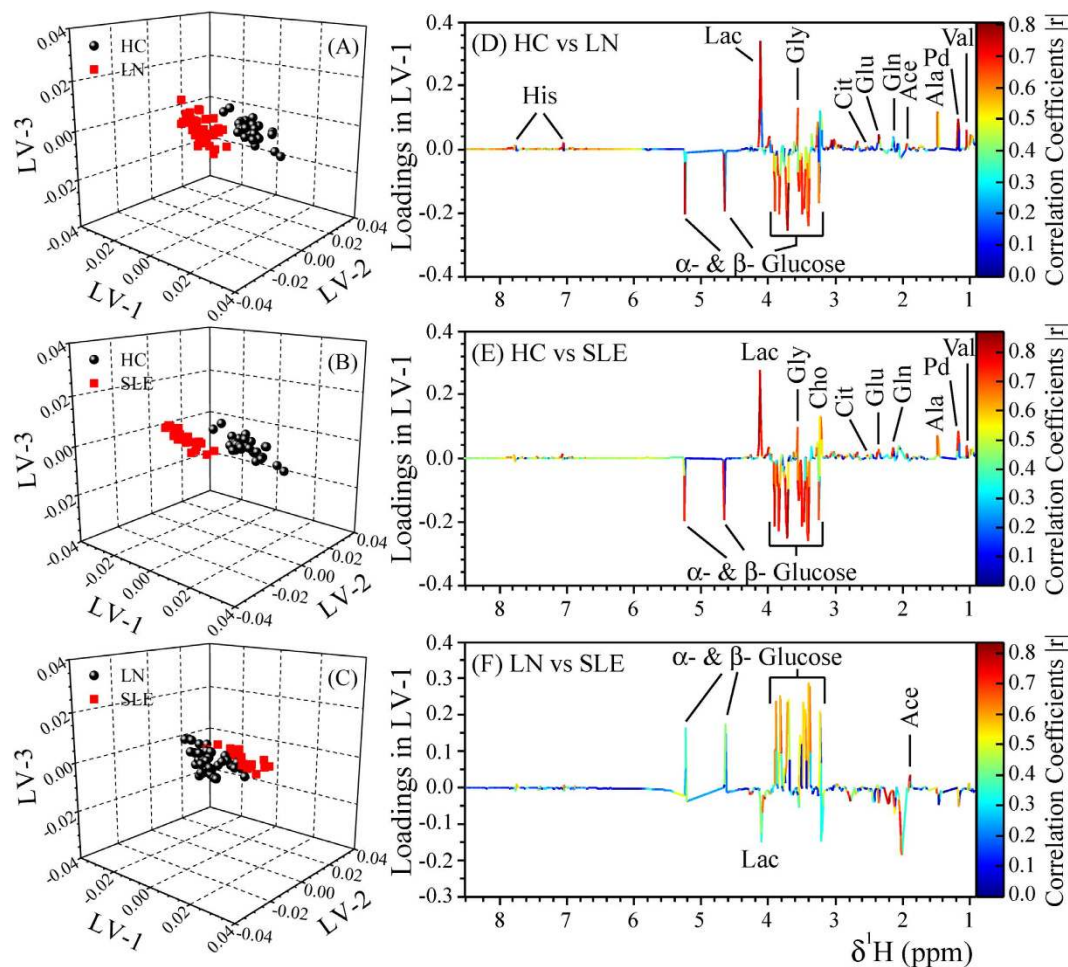 (A)
HC
LN
LV-3
0.04
0.02
0.00
-0.02
-0.04
-0.04
-0.02
0.00
0.02
0.04
LV-1
-0.04
-0.02
0.00
0.02
0.04
LV-2
(D) HC vs LN
Loadings in LV-1
0.4
0.2
0.0
-0.2
-0.4
His
Lac
Gly
Cit
Glu
Gln
Ace
Ala
Pd
Val
α- & β- Glucose
8 7 6 5 4 3 2 1
0.8
0.7
0.6
0.5
0.4
0.3
0.2
0.1
0.0
Correlation Coefficients |r|
(B)
HC
SLE
LV-3
0.04
0.02
0.00
-0.02
-0.04
-0.04
-0.02
0.00
0.02
0.04
LV-1
-0.04
-0.02
0.00
0.02
0.04
LV-2
(E) HC vs SLE
Loadings in LV-1
0.4
0.2
0.0
-0.2
-0.4
Lac
Gly
Cho
Cit
Glu
Gln
Ala
Pd
Val
α- & β- Glucose
8 7 6 5 4 3 2 1
0.8
0.7
0.6
0.5
0.4
0.3
0.2
0.1
0.0
Correlation Coefficients |r|
(C)
LN
SLE
LV-3
0.04
0.02
0.00
-0.02
-0.04
-0.04
-0.02
0.00
0.02
0.04
LV-1
-0.04
-0.02
0.00
0.02
0.04
LV-2
(F) LN vs SLE
Loadings in LV-1
0.4
0.3
0.2
0.1
0.0
-0.1
-0.2
-0.3
α- & β- Glucose
Ace
Lac
8 7 6 5 4 3 2 1
δ¹H (ppm)
0.8
0.7
0.6
0.5
0.4
0.3
0.2
0.1
0.0
Correlation Coefficients |r|